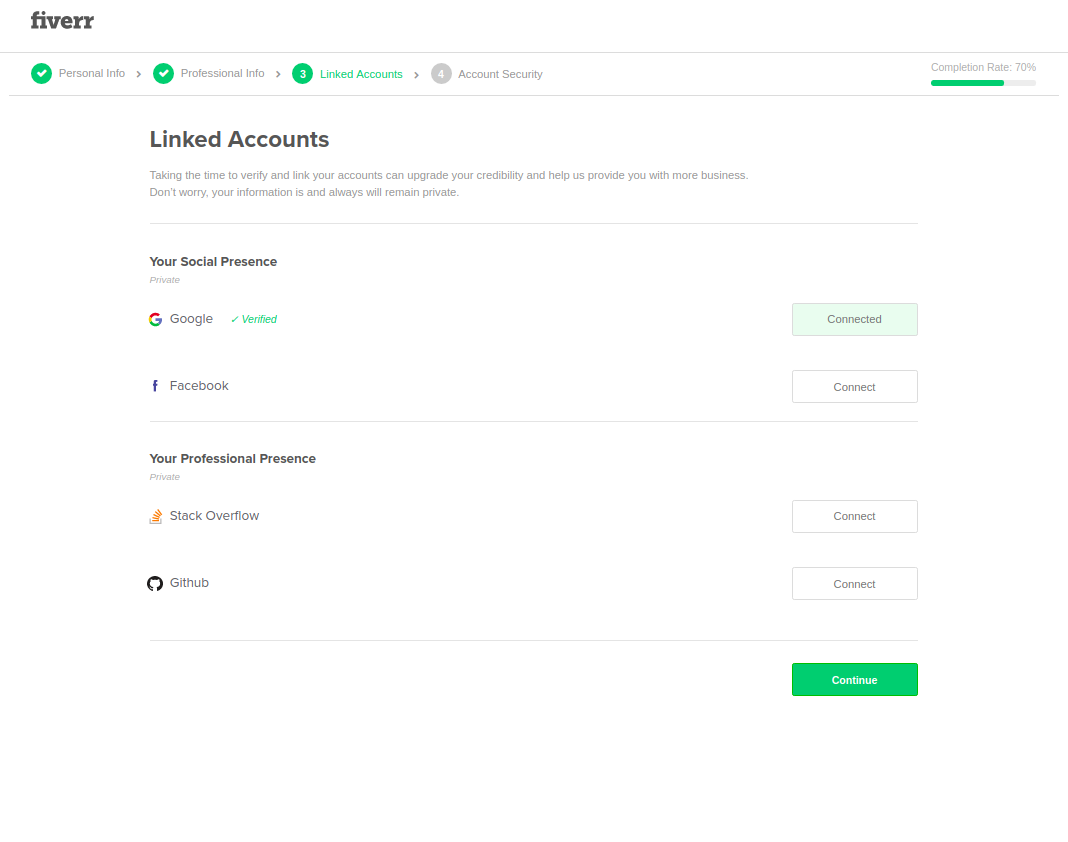 fiverr
Personal Info > Professional Info > 3 Linked Accounts > 4 Account Security
Completion Rate: 70%
Linked Accounts
Taking the time to verify and link your accounts can upgrade your credibility and help us provide you with more business.
Don't worry, your information is and always will remain private.
Your Social Presence
Private
Google ✓ Verified Connected
Facebook Connect
Your Professional Presence
Private
Stack Overflow Connect
Github Connect
Continue